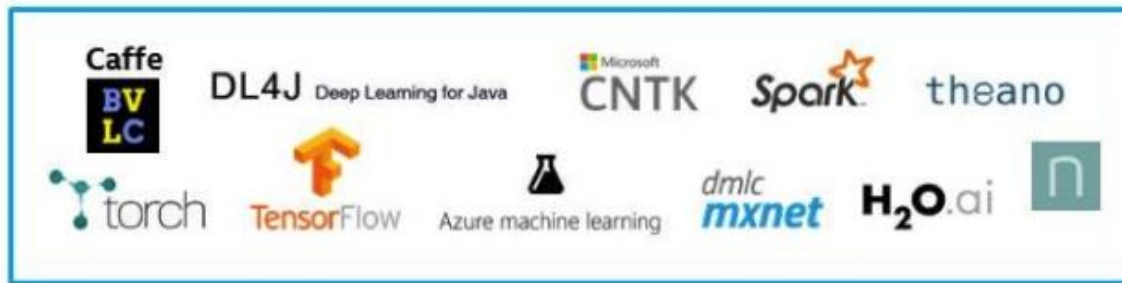 Caffe
BV
LC
DL4J Deep Learning for Java
Microsoft
CNTK
Spark
theano
torch
TensorFlow
Azure machine learning
dmlc
mxnet
H₂O.ai
n